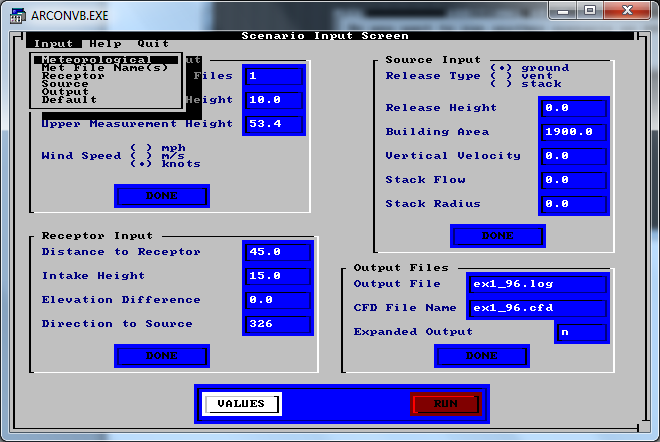 ARCONVB.EXE
Scenario Input Screen
Input Help Quit
Meteorological
Met File Name(s)
Receptor
Source
Output
Default
ut
Files 1
Height 10.0
Upper Measurement Height 53.4
Wind Speed ( ) mph
( ) m/s
(•) knots
DONE
Source Input
Release Type (•) ground
( ) vent
( ) stack
Release Height 0.0
Building Area 1900.0
Vertical Velocity 0.0
Stack Flow 0.0
Stack Radius 0.0
DONE
Receptor Input
Distance to Receptor 45.0
Intake Height 15.0
Elevation Difference 0.0
Direction to Source 326
DONE
Output Files
Output File ex1_96.log
CFD File Name ex1_96.cfd
Expanded Output n
DONE
VALUES
RUN